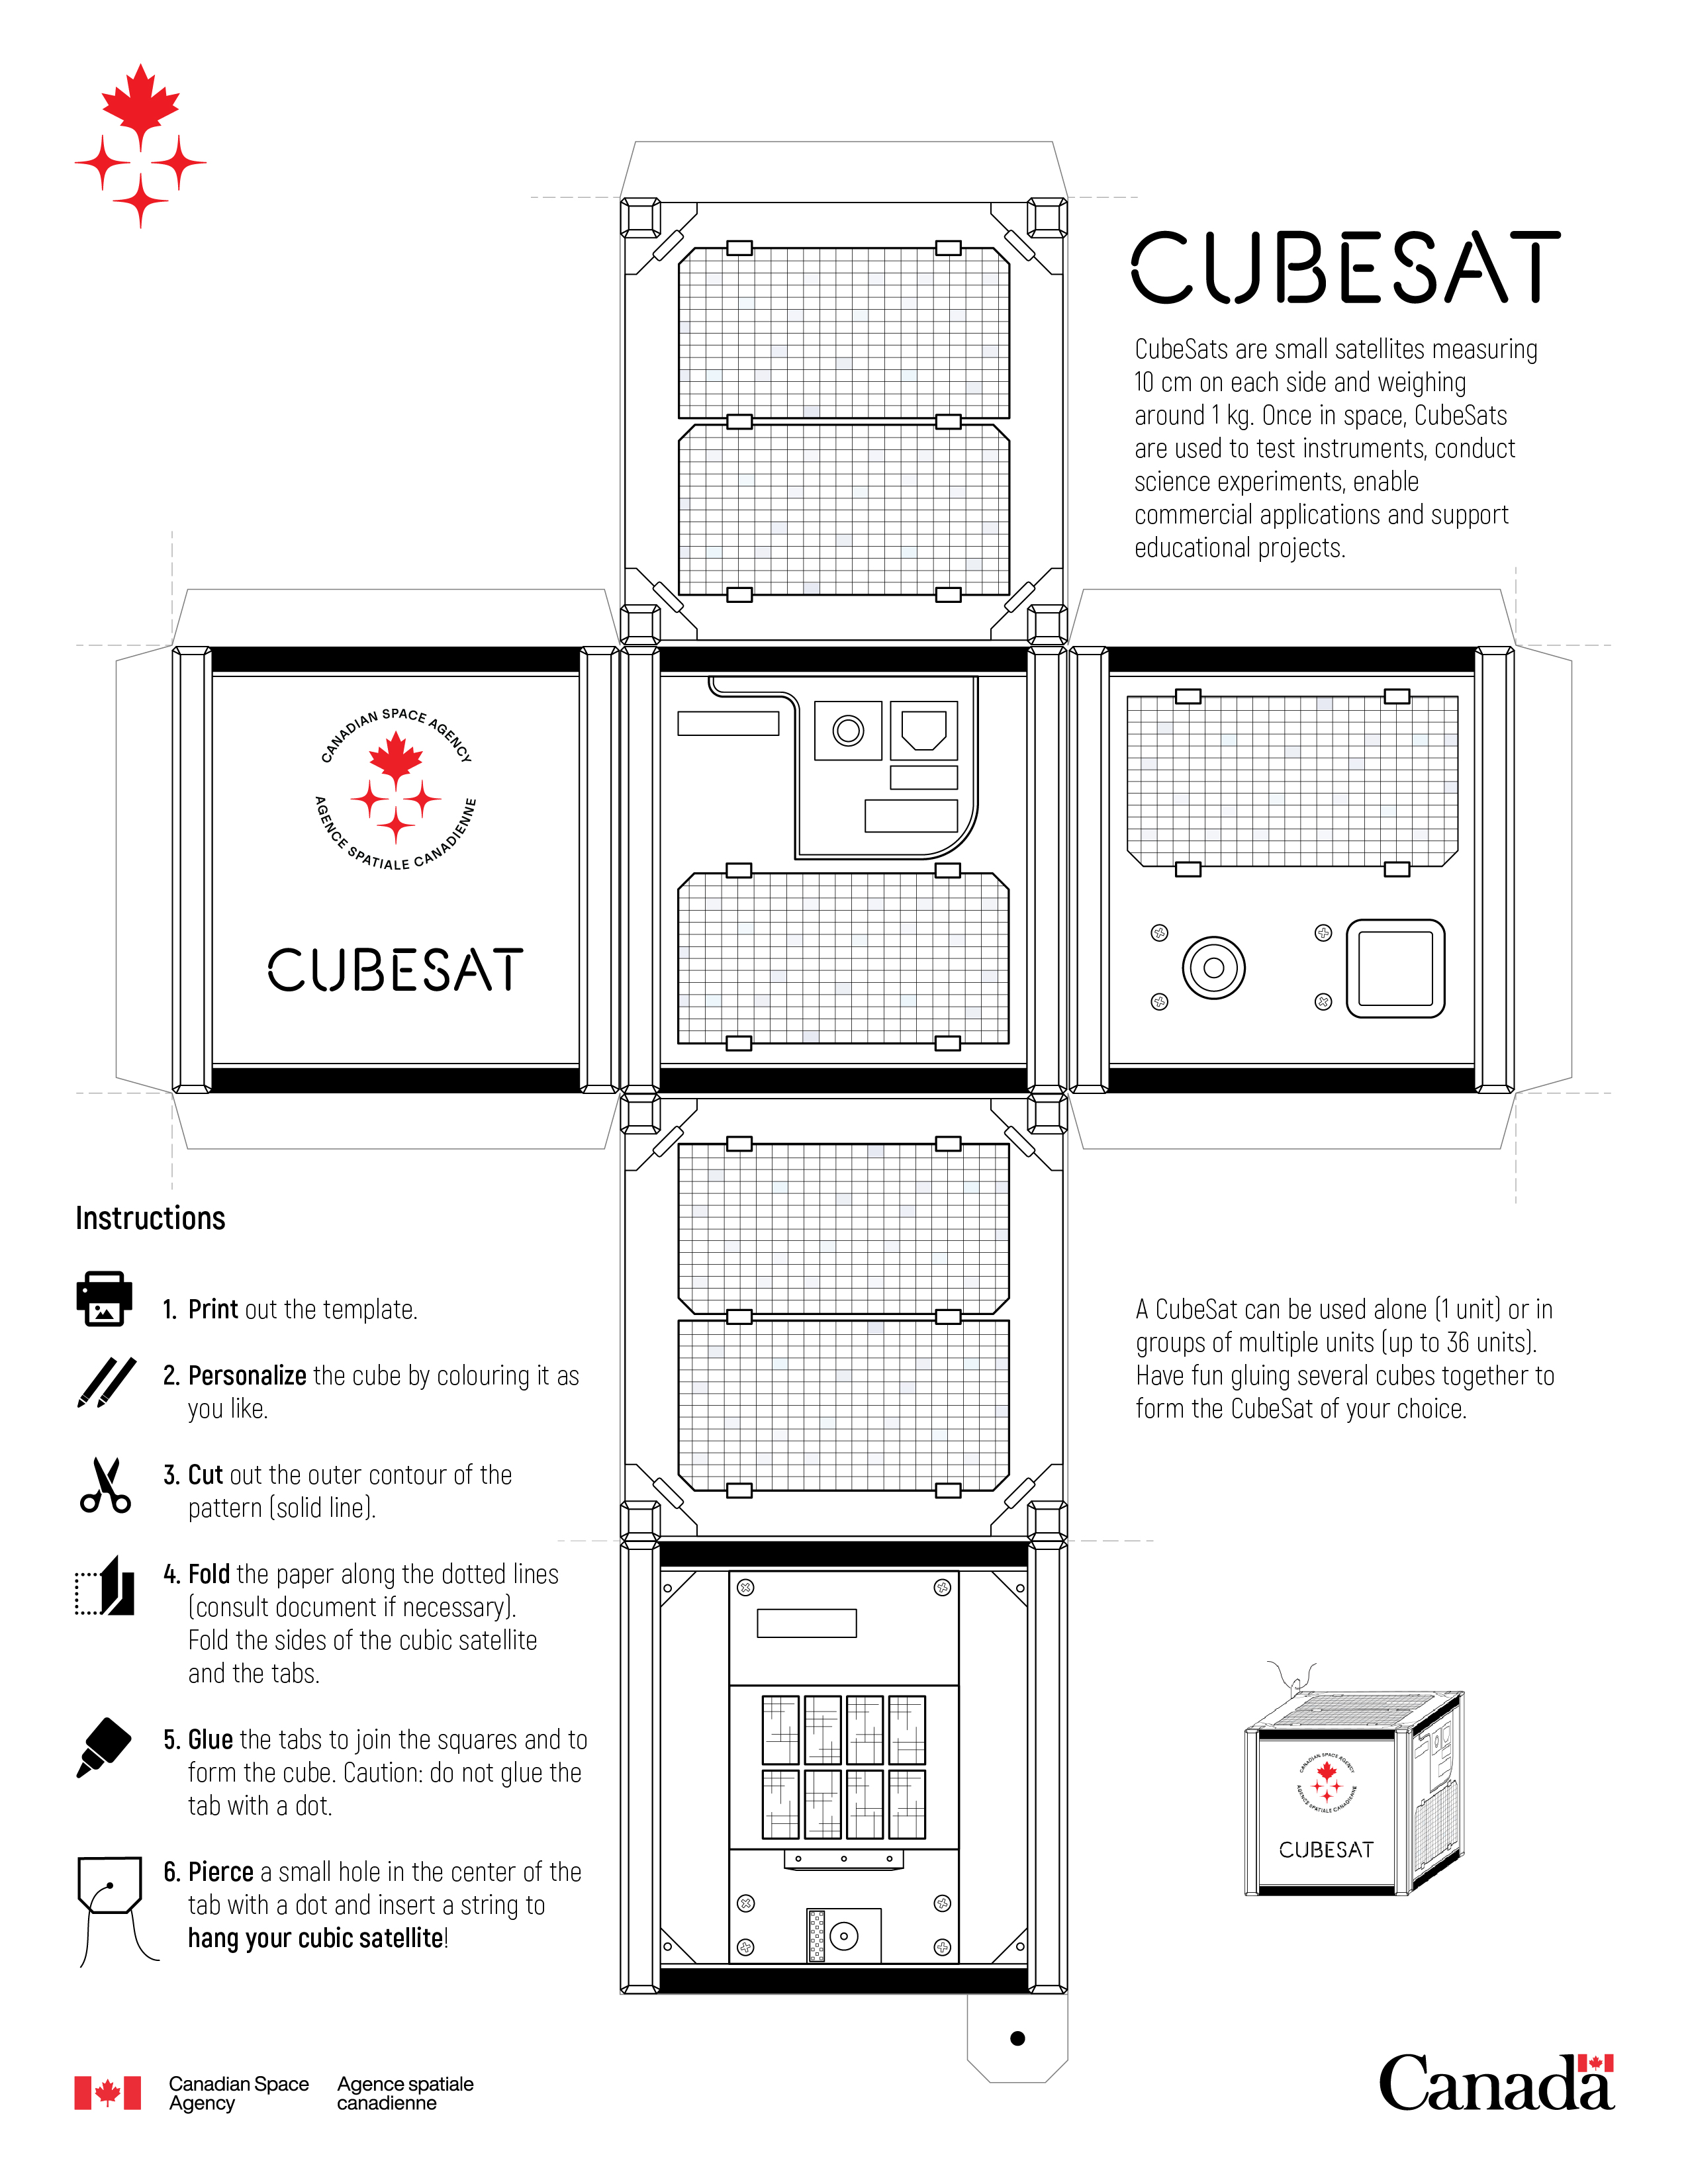 CUBESAT
CubeSats are small satellites measuring
10 cm on each side and weighing
around 1 kg. Once in space, CubeSats
are used to test instruments, conduct
science experiments, enable
commercial applications and support
educational projects.
CANADIAN SPACE AGENCY
AGENCE SPATIALE CANADIENNE
CUBESAT
Instructions
1. Print out the template.
2. Personalize the cube by colouring it as
you like.
3. Cut out the outer contour of the
pattern (solid line).
4. Fold the paper along the dotted lines
(consult document if necessary).
Fold the sides of the cubic satellite
and the tabs.
5. Glue the tabs to join the squares and to
form the cube. Caution: do not glue the
tab with a dot.
6. Pierce a small hole in the center of the
tab with a dot and insert a string to
hang your cubic satellite!
A CubeSat can be used alone (1 unit) or in
groups of multiple units (up to 36 units).
Have fun gluing several cubes together to
form the CubeSat of your choice.
CANADIAN SPACE AGENCY
AGENCE SPATIALE CANADIENNE
CUBESAT
Canadian Space
Agency
Agence spatiale
canadienne
Canada